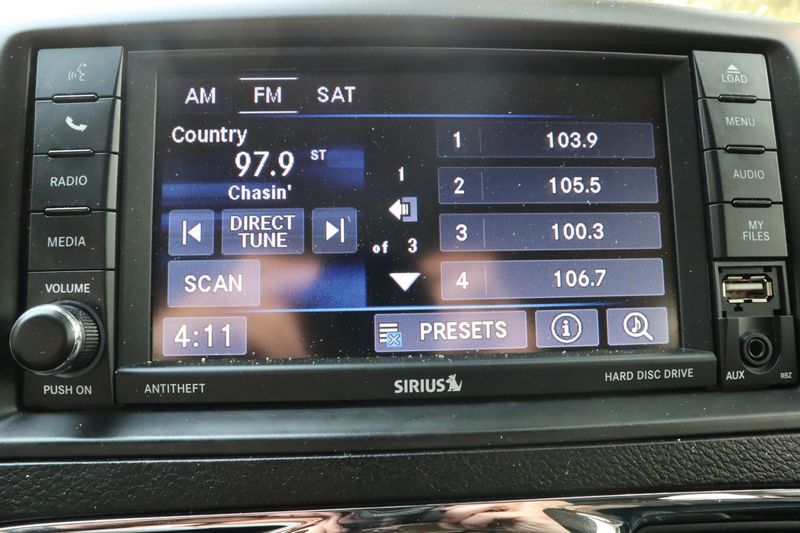 AM FM SAT
Country
97.9 ST
Chasin'
DIRECT
TUNE
SCAN
4:11
1
of 3
1 103.9
2 105.5
3 100.3
4 106.7
PRESETS
RADIO
MEDIA
VOLUME
PUSH ON
LOAD
MENU
AUDIO
MY
FILES
AUX RBZ
ANTITHEFT
SIRIUS
HARD DISC DRIVE